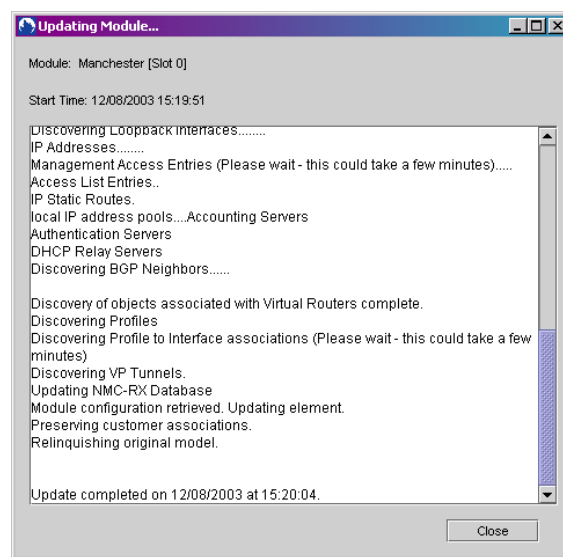 Updating Module...
Module: Manchester [Slot 0]
Start Time: 12/08/2003 15:19:51
Discovering Loopback Interfaces........
IP Addresses........
Management Access Entries (Please wait - this could take a few minutes).....
Access List Entries..
IP Static Routes.
local IP address pools....Accounting Servers
Authentication Servers
DHCP Relay Servers
Discovering BGP Neighbors......
Discovery of objects associated with Virtual Routers complete.
Discovering Profiles
Discovering Profile to Interface associations (Please wait - this could take a few
minutes)
Discovering VP Tunnels.
Updating NMC-RX Database
Module configuration retrieved. Updating element.
Preserving customer associations.
Relinquishing original model.
Update completed on 12/08/2003 at 15:20:04.
Close